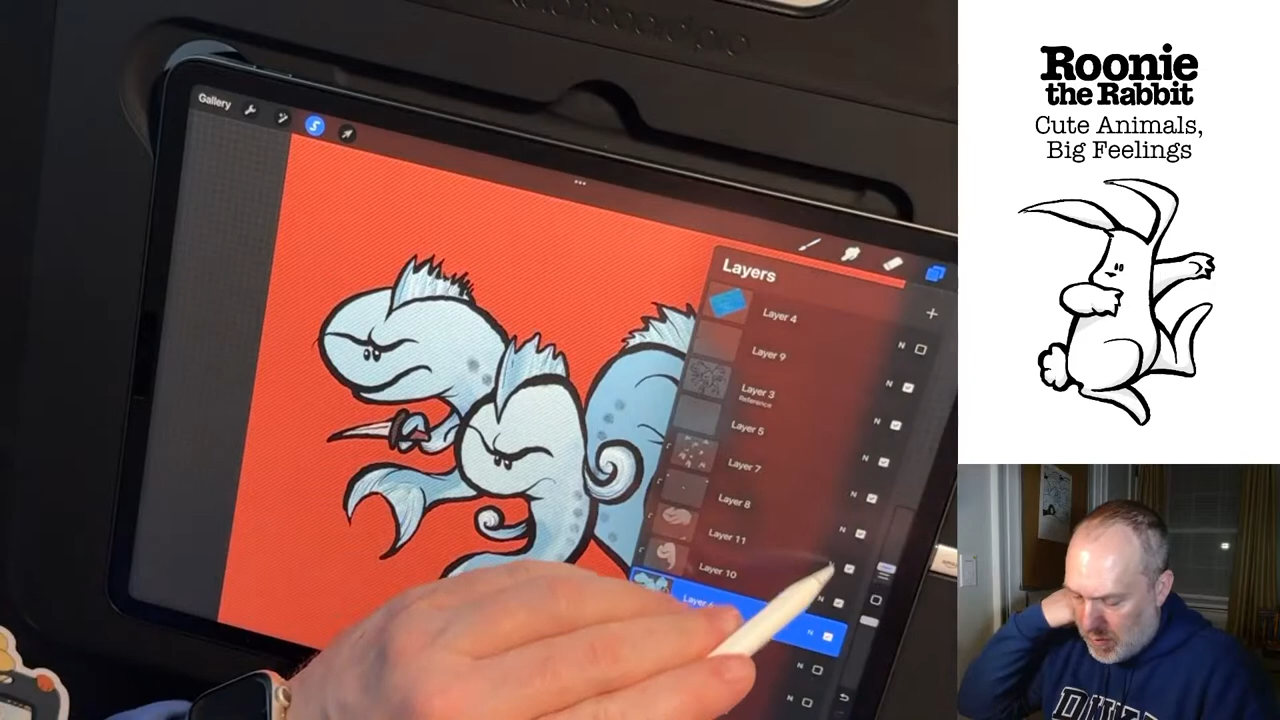 Gallery
Layers
Layer 4
N
Layer 9
N
Layer 3
Reference
N
Layer 5
N
Layer 7
N
Layer 8
N
Layer 11
Layer 10
N
N
N
N
Roonie
the Rabbit
Cute Animals,
Big Feelings